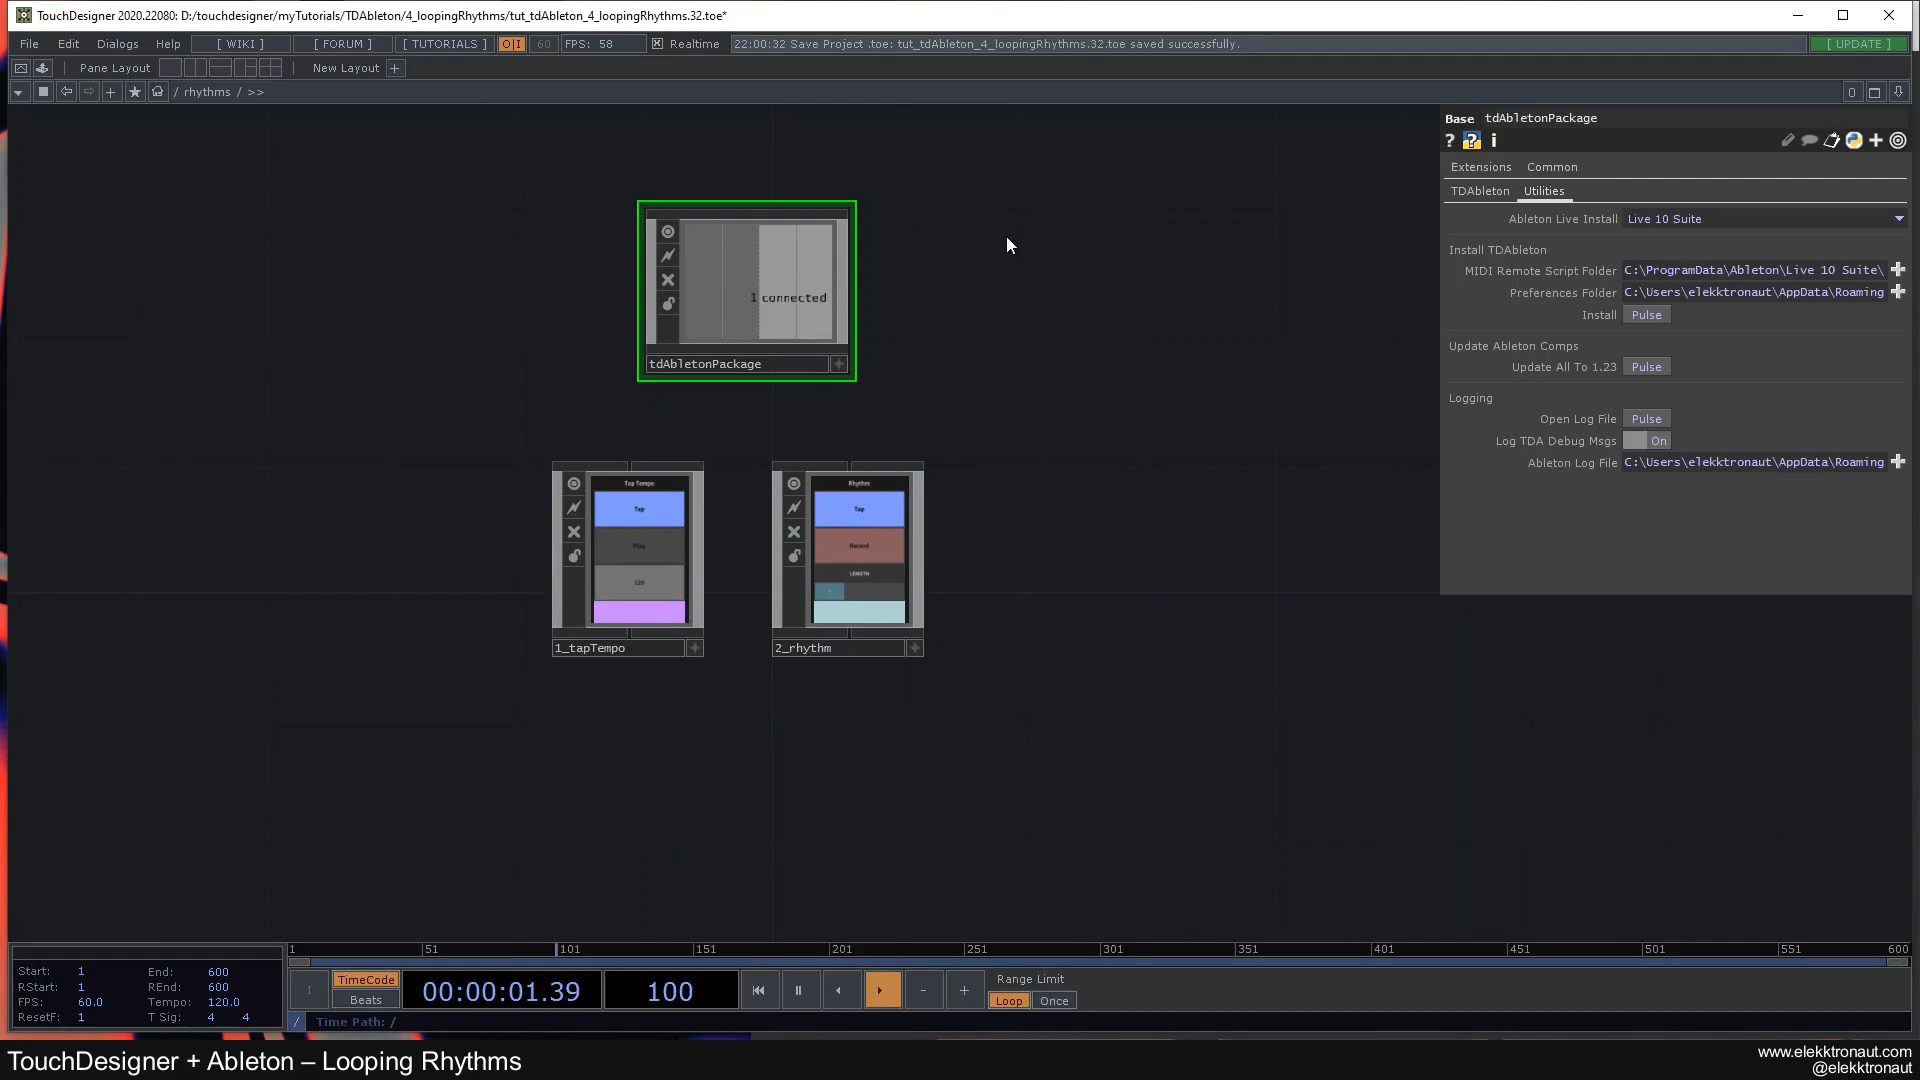 TouchDesigner 2020.22080: D:/touchdesigner/myTutorials/TDAbleton/4_loopingRhythms/tut_tdAbleton_4_loopingRhythms.32.toe*
File Edit Dialogs Help [ WIKI ] [ FORUM ] [ TUTORIALS ] O|I 60 FPS: 58 Realtime 22:00:32 Save Project .toe: tut_tdAbleton_4_loopingRhythms.32.toe saved successfully. [ UPDATE ]
Pane Layout New Layout +
/ rhythms / >> 0
Base tdAbletonPackage
? ? i
Extensions Common
TDAbleton Utilities
Ableton Live Install Live 10 Suite
Install TDAbleton
MIDI Remote Script Folder C:\ProgramData\Ableton\Live 10 Suite\
Preferences Folder C:\Users\elekktronaut\AppData\Roaming
Install Pulse
Update Ableton Comps
Update All To 1.23 Pulse
Logging
Open Log File Pulse
Log TDA Debug Msgs On
Ableton Log File C:\Users\elekktronaut\AppData\Roaming
1 connected
tdAbletonPackage
Tap Tempo
Tap
Play
120
1_tapTempo
Rhythm
Tap
Record
LENGTH
2_rhythm
1 51 101 151 201 251 301 351 401 451 501 551 600
Start: 1 End: 600
RStart: 1 REnd: 600
FPS: 60.0 Tempo: 120.0
ResetF: 1 T Sig: 4 4
TimeCode
Beats
00:00:01.39
100
- +
Range Limit
Loop Once
/ Time Path: /
TouchDesigner + Ableton – Looping Rhythms
www.elekktronaut.com
@elekktronaut